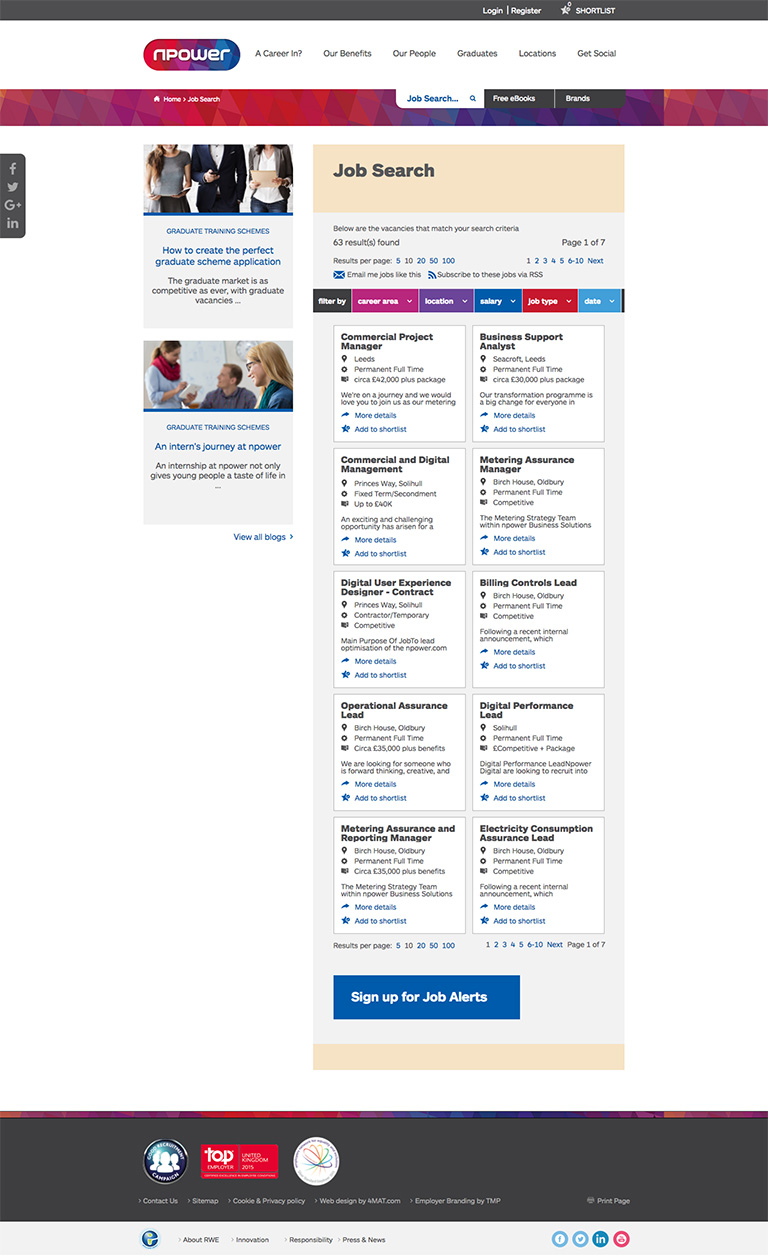 Login | Register
0
SHORTLIST
npower
A Career In?
Our Benefits
Our People
Graduates
Locations
Get Social
Home › Job Search
Job Search...
Free eBooks
Brands
GRADUATE TRAINING SCHEMES
How to create the perfect
graduate scheme application
The graduate market is as
competitive as ever, with graduate
vacancies ...
GRADUATE TRAINING SCHEMES
An intern's journey at npower
An internship at npower not only
gives young people a taste of life in
...
View all blogs ›
Job Search
Below are the vacancies that match your search criteria
63 result(s) found
Page 1 of 7
Results per page: 5 10 20 50 100
1 2 3 4 5 6-10 Next
Email me jobs like this
Subscribe to these jobs via RSS
filter by
career area
location
salary
job type
date
Commercial Project
Manager
Leeds
Permanent Full Time
circa £42,000 plus package
We're on a journey and we would
love you to join us as our metering
More details
Add to shortlist
Business Support
Analyst
Seacroft, Leeds
Permanent Full Time
circa £30,000 plus package
Our transformation programme is
a big change for everyone in
More details
Add to shortlist
Commercial and Digital
Management
Princes Way, Solihull
Fixed Term/Secondment
Up to £40K
An exciting and challenging
opportunity has arisen for a
More details
Add to shortlist
Metering Assurance
Manager
Birch House, Oldbury
Permanent Full Time
Competitive
The Metering Strategy Team
within npower Business Solutions
More details
Add to shortlist
Digital User Experience
Designer - Contract
Princes Way, Solihull
Contractor/Temporary
Competitive
Main Purpose Of JobTo lead
optimisation of the npower.com
More details
Add to shortlist
Billing Controls Lead
Birch House, Oldbury
Permanent Full Time
Competitive
Following a recent internal
announcement, which
More details
Add to shortlist
Operational Assurance
Lead
Birch House, Oldbury
Permanent Full Time
Circa £35,000 plus benefits
We are looking for someone who
is forward thinking, creative, and
More details
Add to shortlist
Digital Performance
Lead
Solihull
Permanent Full Time
£Competitive + Package
Digital Performance LeadNpower
Digital are looking to recruit into
More details
Add to shortlist
Metering Assurance and
Reporting Manager
Birch House, Oldbury
Permanent Full Time
Circa £35,000 plus benefits
The Metering Strategy Team
within npower Business Solutions
More details
Add to shortlist
Electricity Consumption
Assurance Lead
Birch House, Oldbury
Permanent Full Time
Competitive
Following a recent internal
announcement, which
More details
Add to shortlist
Results per page: 5 10 20 50 100
1 2 3 4 5 6-10 Next Page 1 of 7
Sign up for Job Alerts
GOOD RECRUITMENT
CAMPAIGN
top
EMPLOYER
UNITED
KINGDOM
2015
CERTIFIED EXCELLENCE IN EMPLOYEE CONDITIONS
› Contact Us
› Sitemap
› Cookie & Privacy policy
› Web design by 4MAT.com
› Employer Branding by TMP
Print Page
› About RWE
› Innovation
› Responsibility
› Press & News